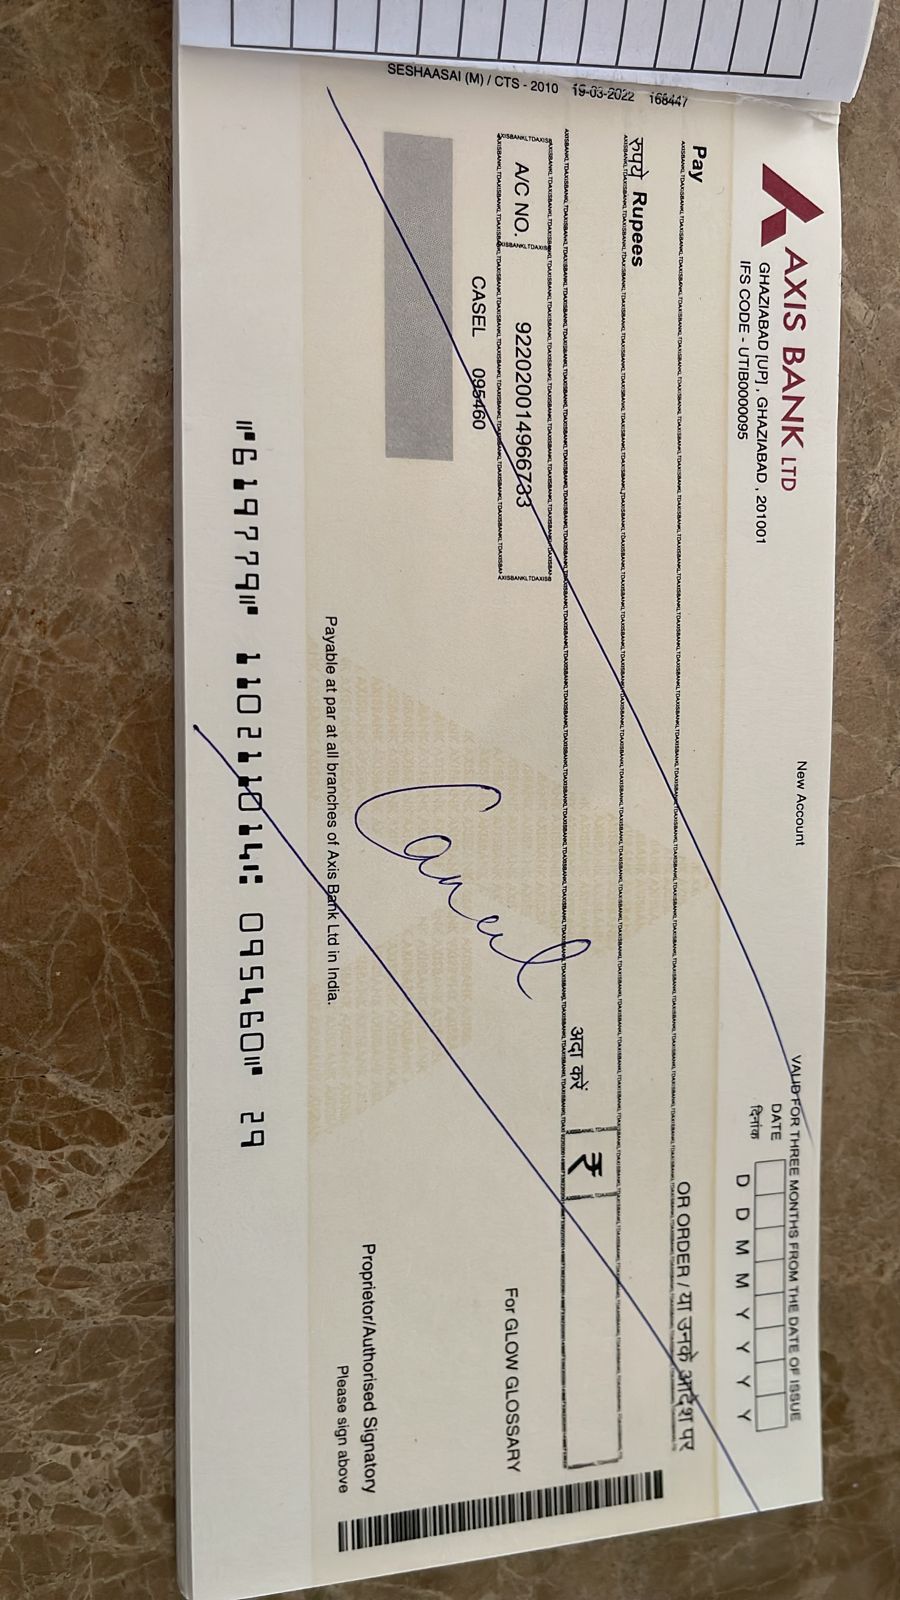 SESHAASAI (M) / CTS - 2010 19-03-2022 168447
AXIS BANK LTD
GHAZIABAD [UP], GHAZIABAD, 201001
IFS CODE - UTIB0000095
New Account
VALID FOR THREE MONTHS FROM THE DATE OF ISSUE
DATE
दिनांक
D D M M Y Y Y Y
Pay
OR ORDER / या उनके आदेश पर
रुपये Rupees
अदा करें
₹
A/C NO. 922020014966733
CASEL 095460
Cancel
For GLOW GLOSSARY
Proprietor/Authorised Signatory
Please sign above
Payable at par at all branches of Axis Bank Ltd in India.
⑈619779⑈ 110211014⑆ 095460⑈ 29